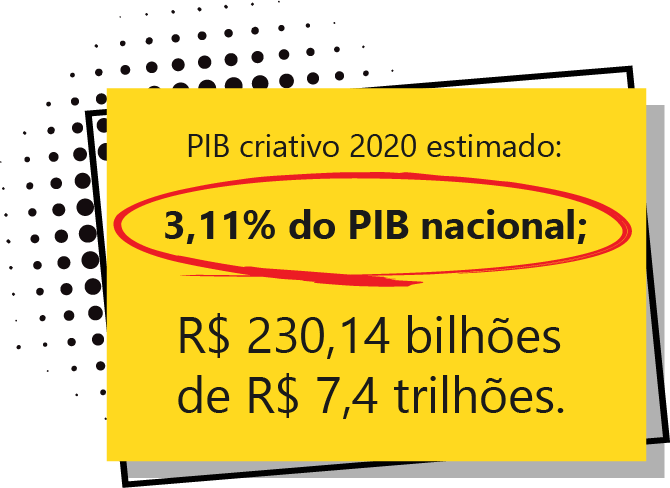 PIB criativo 2020 estimado:
3,11% do PIB nacional;
R$ 230,14 bilhões
de R$ 7,4 trilhões.